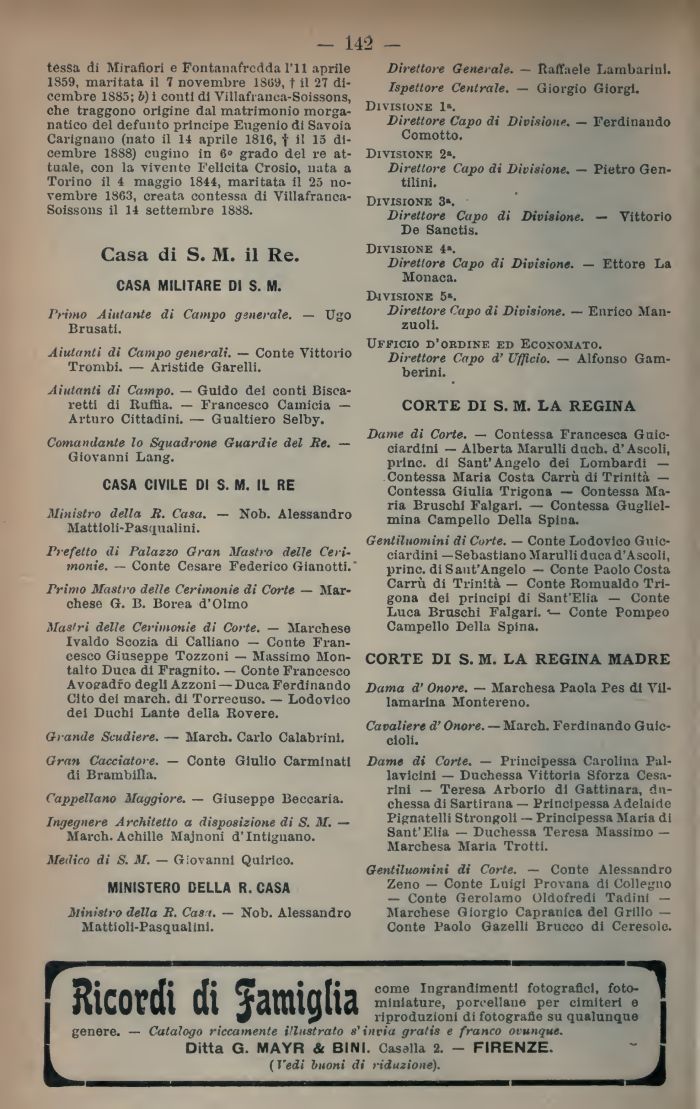 — 142 —
tessa di Mirafiori e Fontanafredda l'11 aprile
1859, maritata il 7 novembre 1869, † il 27 di-
cembre 1885; b) i conti di Villafranca-Soissons,
che traggono origine dal matrimonio morga-
natico del defunto principe Eugenio di Savoia
Carignano (nato il 14 aprile 1816, † il 15 di-
cembre 1888) cugino in 6º grado del re at-
tuale, con la vivente Felicita Crosio, nata a
Torino il 4 maggio 1844, maritata il 25 no-
vembre 1863, creata contessa di Villafranca-
Soissons il 14 settembre 1888.
Casa di S. M. il Re.
CASA MILITARE DI S. M.
Primo Aiutante di Campo generale. — Ugo
Brusati.
Aiutanti di Campo generali. — Conte Vittorio
Trombi. — Aristide Garelli.
Aiutanti di Campo. — Guido dei conti Bisca-
retti di Ruffia. — Francesco Camicia —
Arturo Cittadini. — Gualtiero Selby.
Comandante lo Squadrone Guardie del Re. —
Giovanni Lang.
CASA CIVILE DI S. M. IL RE
Ministro della R. Casa. — Nob. Alessandro
Mattioli-Pasqualini.
Prefetto di Palazzo Gran Mastro delle Ceri-
monie. — Conte Cesare Federico Gianotti.
Primo Mastro delle Cerimonie di Corte — Mar-
chese G. B. Borea d'Olmo
Mastri delle Cerimonie di Corte. — Marchese
Ivaldo Scozia di Calliano — Conte Fran-
cesco Giuseppe Tozzoni — Massimo Mon-
talto Duca di Fragnito. — Conte Francesco
Avogadro degli Azzoni — Duca Ferdinando
Cito dei march. di Torrecuso. — Lodovico
dei Duchi Lante della Rovere.
Grande Scudiere. — March. Carlo Calabrini.
Gran Cacciatore. — Conte Giulio Carminati
di Brambilla.
Cappellano Maggiore. — Giuseppe Beccaria.
Ingegnere Architetto a disposizione di S. M. —
March. Achille Majnoni d'Intignano.
Medico di S. M. — Giovanni Quirico.
MINISTERO DELLA R. CASA
Ministro della R. Casa. — Nob. Alessandro
Mattioli-Pasqualini.
Direttore Generale. — Raffaele Lambarini.
Ispettore Centrale. — Giorgio Giorgi.
DIVISIONE 1ª.
Direttore Capo di Divisione. — Ferdinando
Comotto.
DIVISIONE 2ª.
Direttore Capo di Divisione. — Pietro Gen-
tilini.
DIVISIONE 3ª.
Direttore Capo di Divisione. — Vittorio
De Sanctis.
DIVISIONE 4ª.
Direttore Capo di Divisione. — Ettore La
Monaca.
DIVISIONE 5ª.
Direttore Capo di Divisione. — Enrico Man-
zuoli.
UFFICIO D'ORDINE ED ECONOMATO.
Direttore Capo d' Ufficio. — Alfonso Gam-
berini.
CORTE DI S. M. LA REGINA
Dame di Corte. — Contessa Francesca Guic-
ciardini — Alberta Marulli duch. d'Ascoli,
princ. di Sant'Angelo dei Lombardi —
Contessa Maria Costa Carrù di Trinità —
Contessa Giulia Trigona — Contessa Ma-
ria Bruschi Falgari. — Contessa Gugliel-
mina Campello Della Spina.
Gentiluomini di Corte. — Conte Lodovico Guic-
ciardini — Sebastiano Marulli duca d'Ascoli,
princ. di Sant'Angelo — Conte Paolo Costa
Carrù di Trinità — Conte Romualdo Tri-
gona dei principi di Sant'Elia — Conte
Luca Bruschi Falgari. — Conte Pompeo
Campello Della Spina.
CORTE DI S. M. LA REGINA MADRE
Dama d' Onore. — Marchesa Paola Pes di Vil-
lamarina Montereno.
Cavaliere d' Onore. — March. Ferdinando Guic-
cioli.
Dame di Corte. — Principessa Carolina Pal-
lavicini — Duchessa Vittoria Sforza Cesa-
rini — Teresa Arborio di Gattinara, du-
chessa di Sartirana — Principessa Adelaide
Pignatelli Strongoli — Principessa Maria di
Sant'Elia — Duchessa Teresa Massimo —
Marchesa Maria Trotti.
Gentiluomini di Corte. — Conte Alessandro
Zeno — Conte Luigi Provana di Collegno
— Conte Gerolamo Oldofredi Tadini —
Marchese Giorgio Capranica del Grillo —
Conte Paolo Gazelli Brucco di Ceresole.
Ricordi di Famiglia come Ingrandimenti fotografici, foto-
miniature, porcellane per cimiteri e
riproduzioni di fotografie su qualunque
genere. — Catalogo riccamente illustrato s'invia gratis e franco ovunque.
Ditta G. MAYR & BINI. Casella 2. — FIRENZE.
(Vedi buoni di riduzione).